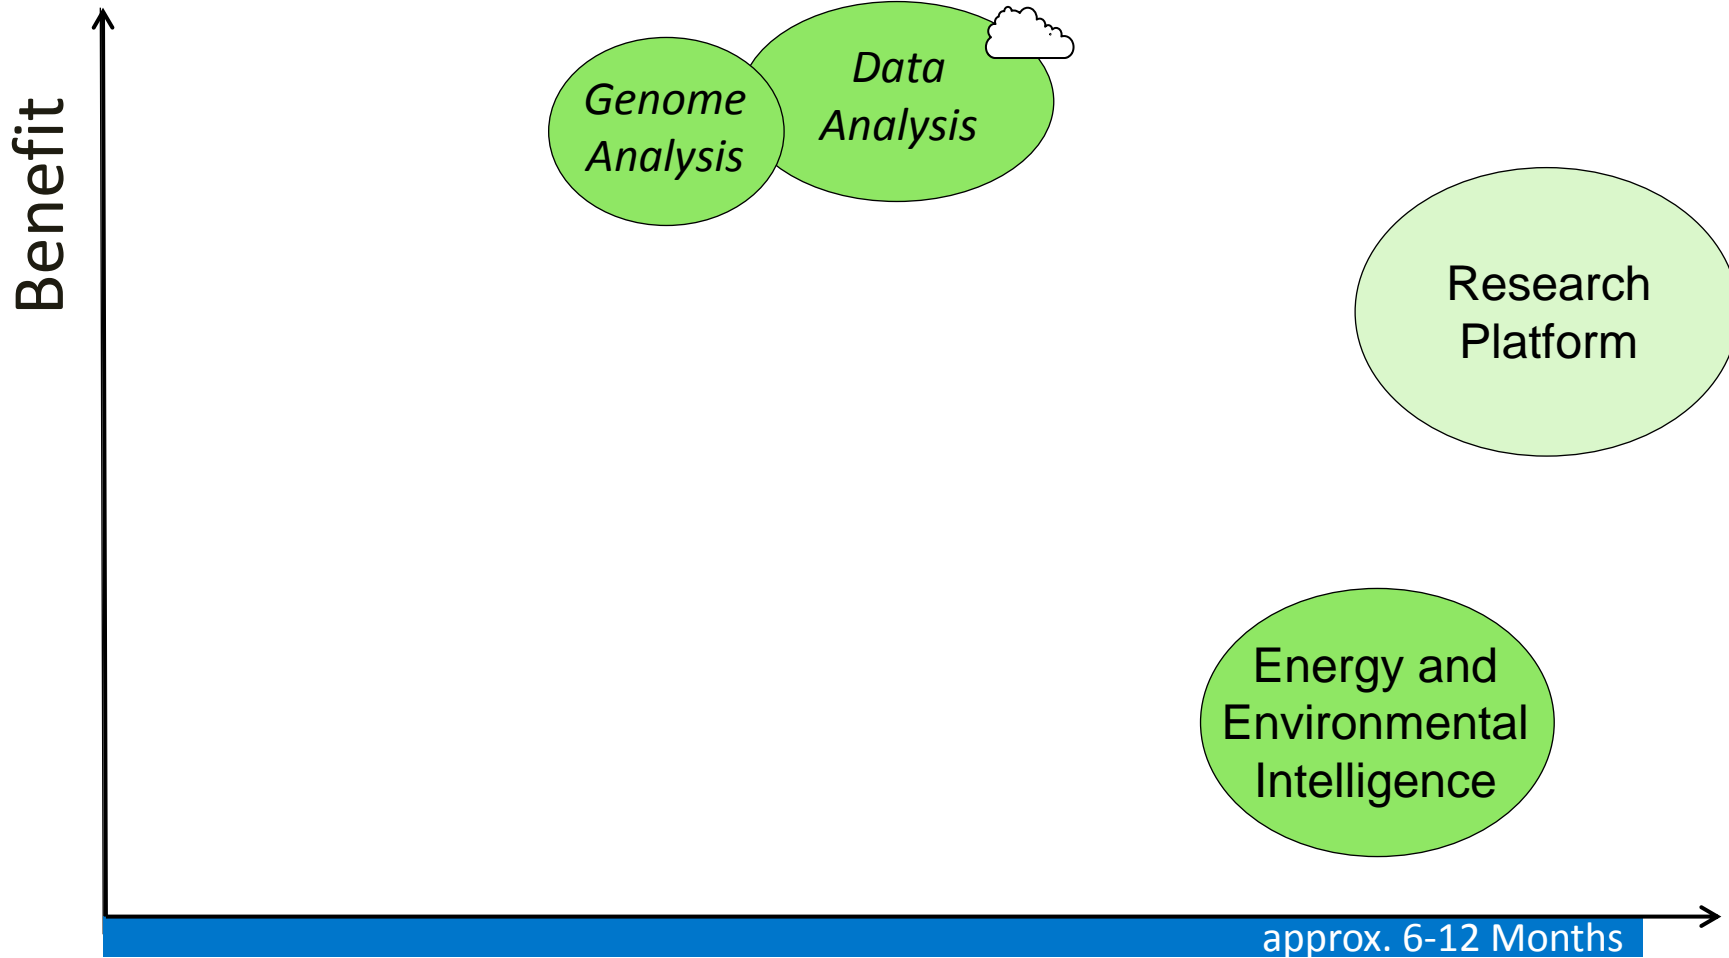 Benefit
Genome
Analysis
Data
Analysis
Research
Platform
Energy and
Environmental
Intelligence
approx. 6-12 Months